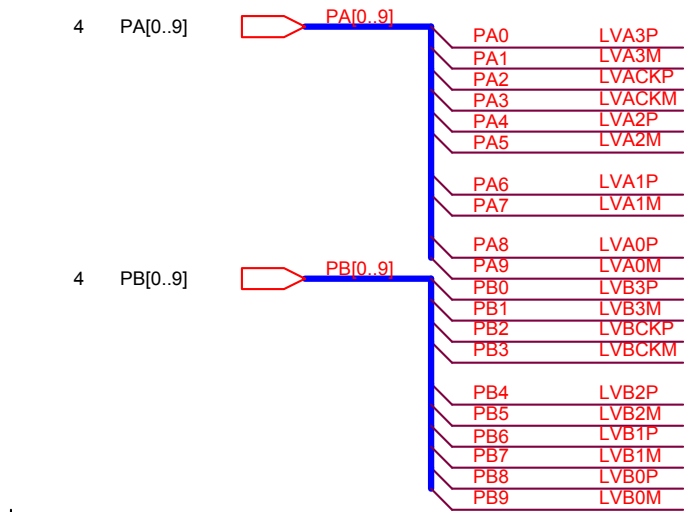 4 PA[0..9] PA[0..9]
PA0 LVA3P
PA1 LVA3M
PA2 LVACKP
PA3 LVACKM
PA4 LVA2P
PA5 LVA2M
PA6 LVA1P
PA7 LVA1M
PA8 LVA0P
PA9 LVA0M
4 PB[0..9] PB[0..9]
PB0 LVB3P
PB1 LVB3M
PB2 LVBCKP
PB3 LVBCKM
PB4 LVB2P
PB5 LVB2M
PB6 LVB1P
PB7 LVB1M
PB8 LVB0P
PB9 LVB0M